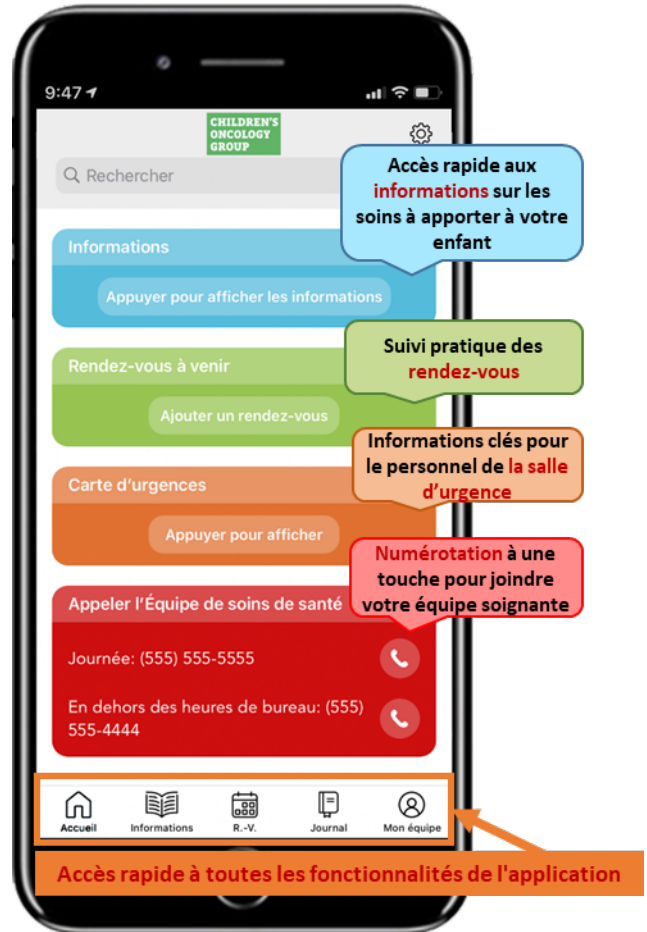 9:47
CHILDREN'S
ONCOLOGY
GROUP
Rechercher
Accès rapide aux
informations sur les
soins à apporter à votre
enfant
Informations
Appuyer pour afficher les informations
Suivi pratique des
rendez-vous
Rendez-vous à venir
Ajouter un rendez-vous
Informations clés pour
le personnel de la salle
d'urgence
Carte d'urgences
Appuyer pour afficher
Numérotation à une
touche pour joindre
votre équipe soignante
Appeler l'Équipe de soins de santé
Journée: (555) 555-5555
En dehors des heures de bureau: (555)
555-4444
Accueil
Informations
R.-V.
Journal
Mon équipe
Accès rapide à toutes les fonctionnalités de l'application